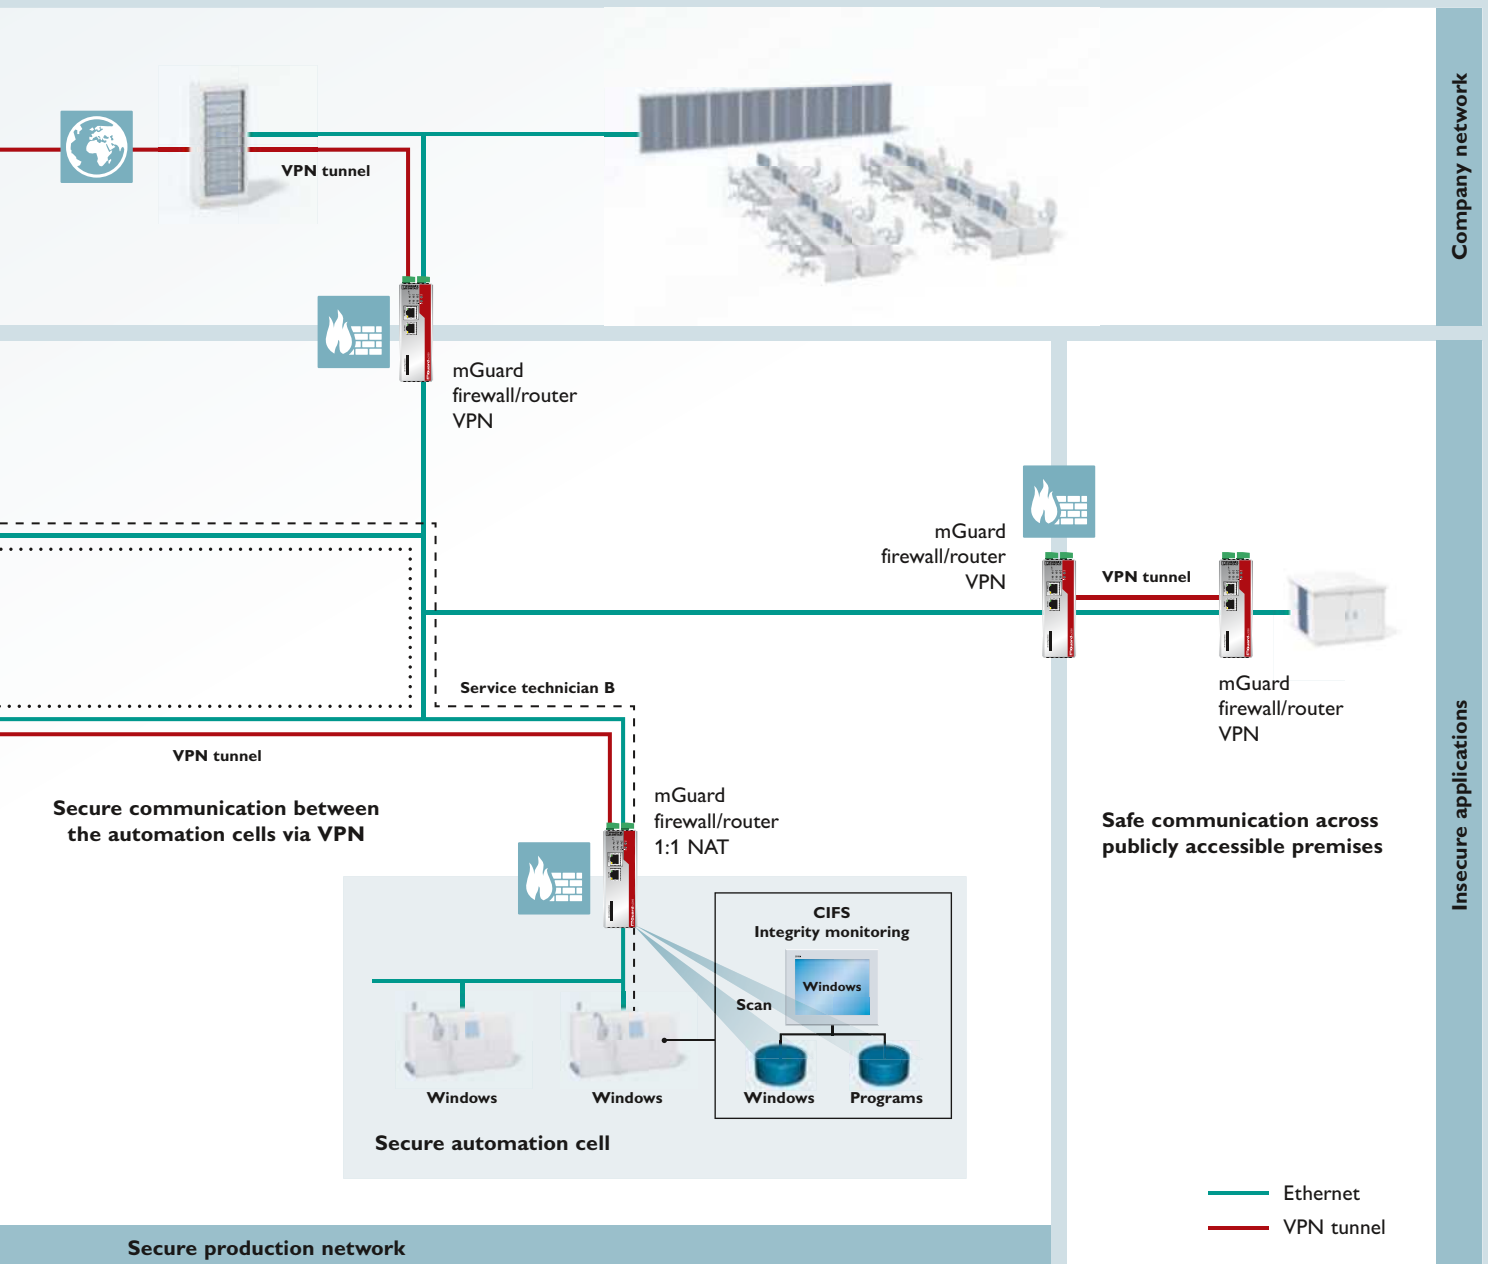 Company network
VPN tunnel
mGuard
firewall/router
VPN
mGuard
firewall/router
VPN
VPN tunnel
mGuard
firewall/router
VPN
Service technician B
VPN tunnel
Secure communication between
the automation cells via VPN
mGuard
firewall/router
1:1 NAT
Safe communication across
publicly accessible premises
Insecure applications
CIFS
Integrity monitoring
Windows
Scan
Windows
Windows
Windows
Programs
Secure automation cell
Ethernet
VPN tunnel
Secure production network